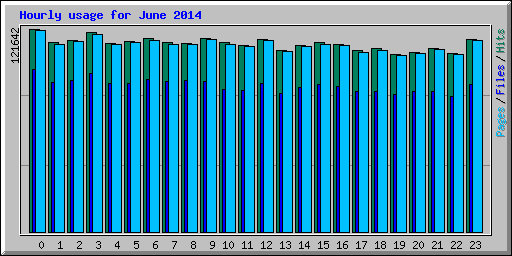 Hourly usage for June 2014
121642
Pages/Files/Hits
0 1 2 3 4 5 6 7 8 9 10 11 12 13 14 15 16 17 18 19 20 21 22 23